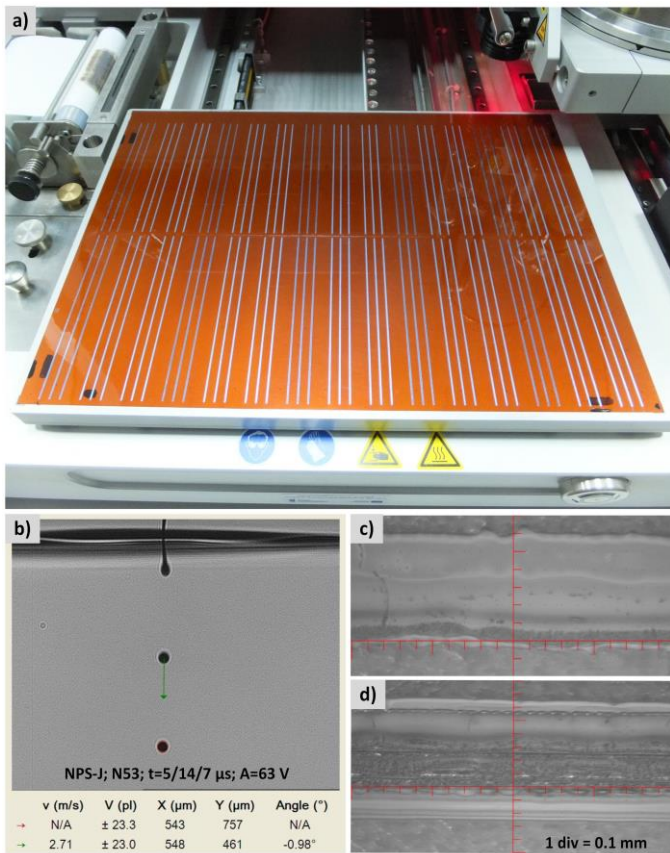 a)
b)
NPS-J; N53; t=5/14/7 µs; A=63 V
v (m/s) V (pl) X (µm) Y (µm) Angle (°)
→ N/A ± 23.3 543 757 N/A
→ 2.71 ± 23.0 548 461 -0.98°
c)
d)
1 div = 0.1 mm